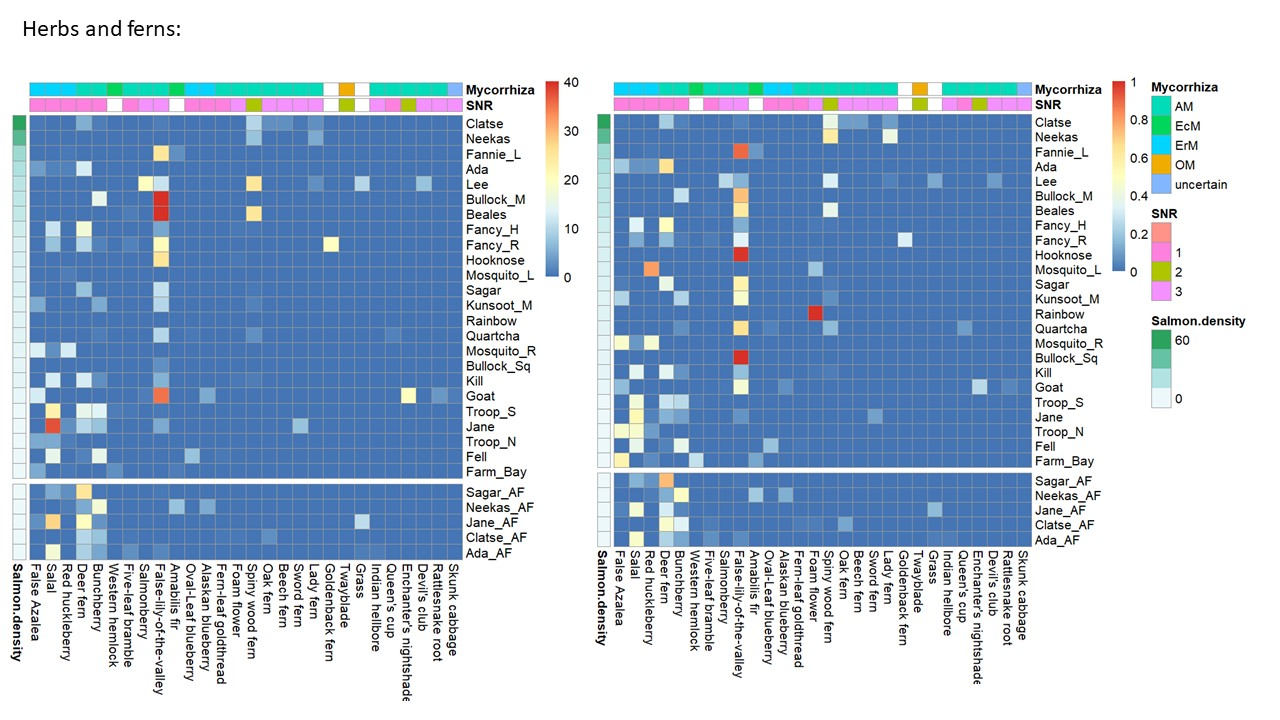 Herbs and ferns:
Mycorrhiza
SNR
Clatse
Neekas
Fannie_L
Ada
Lee
Bullock_M
Beales
Fancy_H
Fancy_R
Hooknose
Mosquito_L
Sagar
Kunsoot_M
Rainbow
Quartcha
Mosquito_R
Bullock_Sq
Kill
Goat
Troop_S
Jane
Troop_N
Fell
Farm_Bay
Sagar_AF
Neekas_AF
Jane_AF
Clatse_AF
Ada_AF
40
30
20
10
0
Salmon.density
False Azalea
Salal
Red huckleberry
Deer fern
Bunchberry
Western hemlock
Five-leaf bramble
Salmonberry
False-lily-of-the-valley
Amabilis fir
Oval-Leaf blueberry
Alaskan blueberry
Fern-leaf goldthread
Foam flower
Spiny wood fern
Oak fern
Beech fern
Sword fern
Lady fern
Goldenback fern
Twayblade
Grass
Indian hellbore
Queen's cup
Enchanter's nightshade
Devil's club
Rattlesnake root
Skunk cabbage
Mycorrhiza
SNR
Clatse
Neekas
Fannie_L
Ada
Lee
Bullock_M
Beales
Fancy_H
Fancy_R
Hooknose
Mosquito_L
Sagar
Kunsoot_M
Rainbow
Quartcha
Mosquito_R
Bullock_Sq
Kill
Goat
Troop_S
Jane
Troop_N
Fell
Farm_Bay
Sagar_AF
Neekas_AF
Jane_AF
Clatse_AF
Ada_AF
1
0.8
0.6
0.4
0.2
0
Salmon.density
False Azalea
Salal
Red huckleberry
Deer fern
Bunchberry
Western hemlock
Five-leaf bramble
Salmonberry
False-lily-of-the-valley
Amabilis fir
Oval-Leaf blueberry
Alaskan blueberry
Fern-leaf goldthread
Foam flower
Spiny wood fern
Oak fern
Beech fern
Sword fern
Lady fern
Goldenback fern
Twayblade
Grass
Indian hellbore
Queen's cup
Enchanter's nightshade
Devil's club
Rattlesnake root
Skunk cabbage
Mycorrhiza
AM
EcM
ErM
OM
uncertain
SNR
1
2
3
Salmon.density
60
0